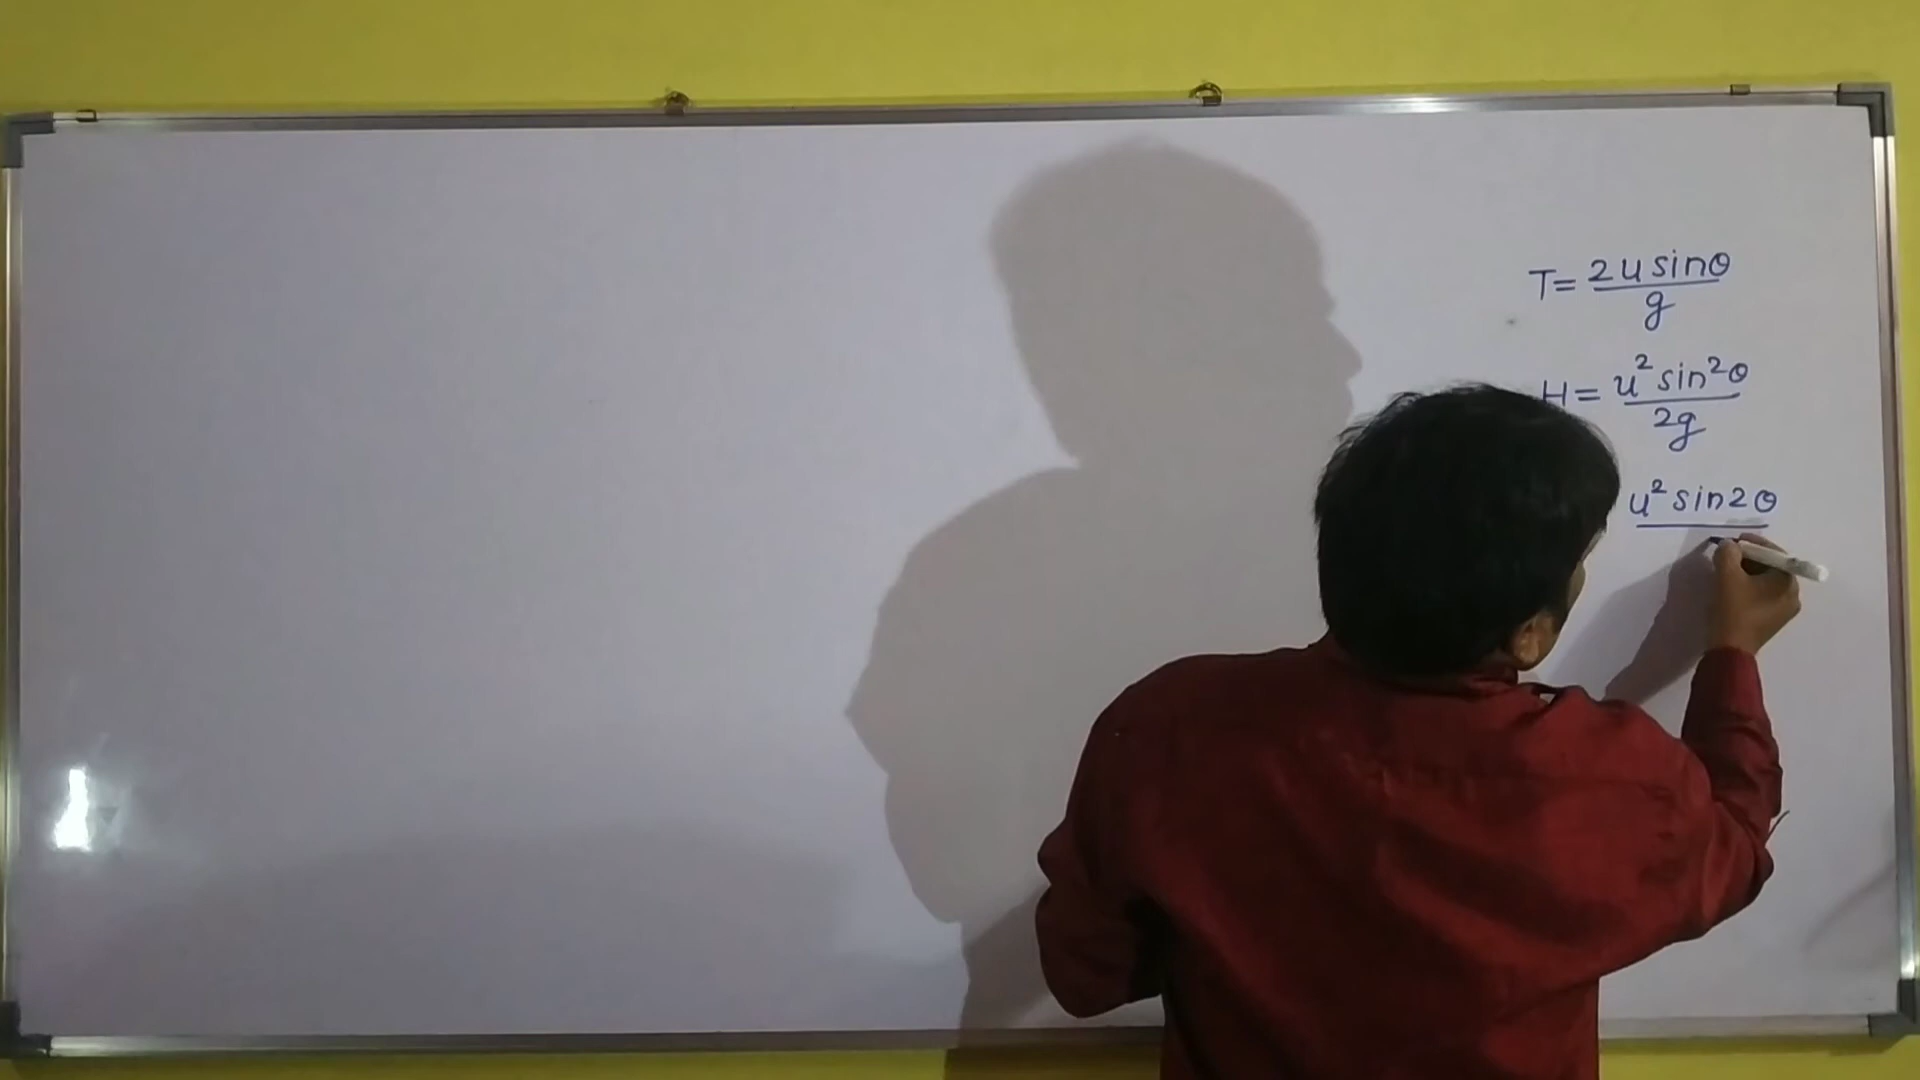 T = 2u sinθ / g
H = u² sin²θ / 2g
u² sin2θ